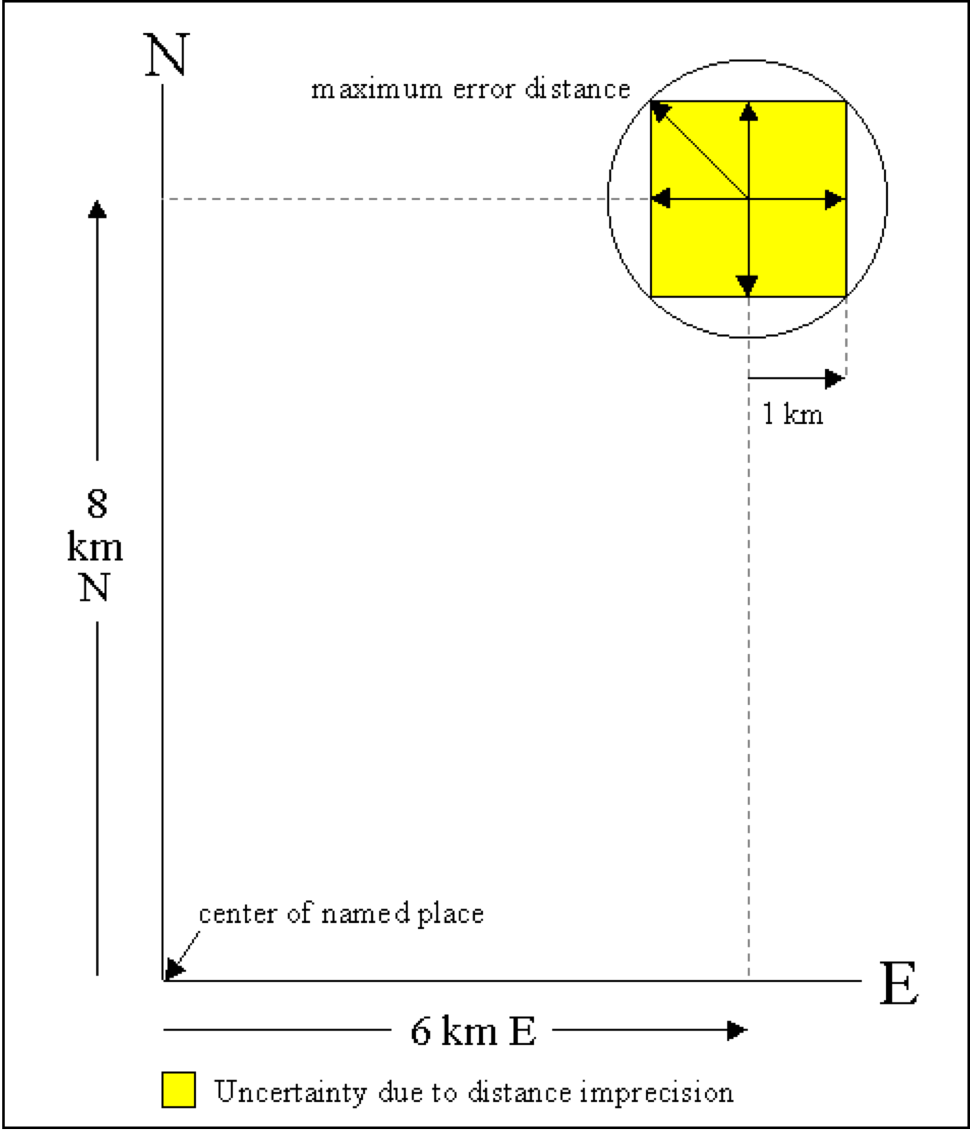 N
maximum error distance
1 km
8
km
N
center of named place
E
6 km E
Uncertainty due to distance imprecision